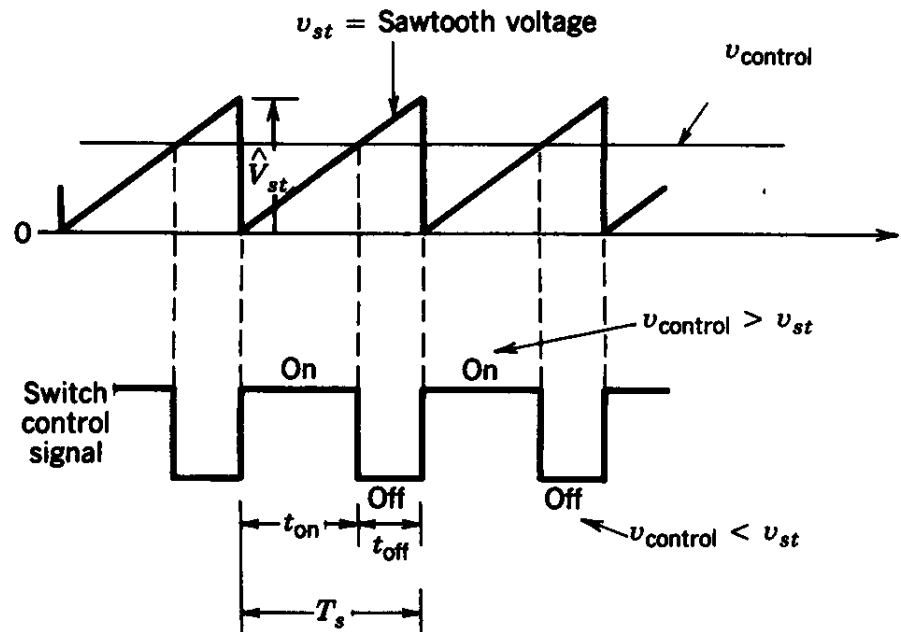 v_st = Sawtooth voltage
v_control
V̂_st
0
v_control > v_st
On On
Switch
control
signal
Off Off
t_on
t_off
v_control < v_st
T_s